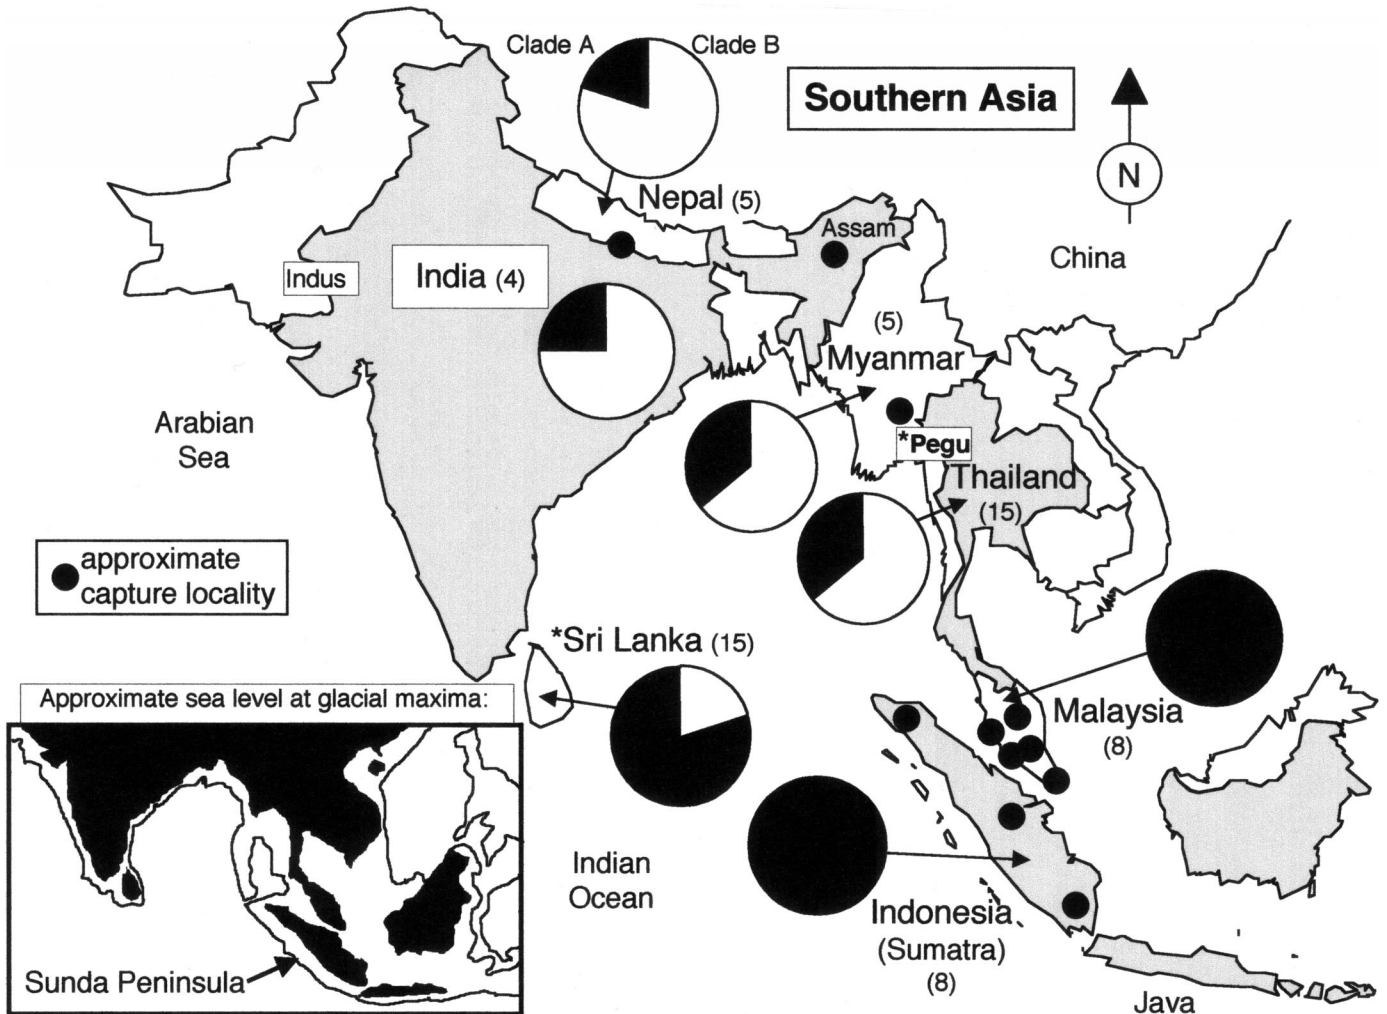 Clade A
Clade B
Southern Asia
N
Nepal (5)
Assam
China
Indus
India (4)
(5)
Myanmar
Arabian
Sea
*Pegu
Thailand
(15)
approximate
capture locality
*Sri Lanka (15)
Approximate sea level at glacial maxima:
Malaysia
(8)
Indian
Ocean
Indonesia
(Sumatra)
(8)
Sunda Peninsula
Java